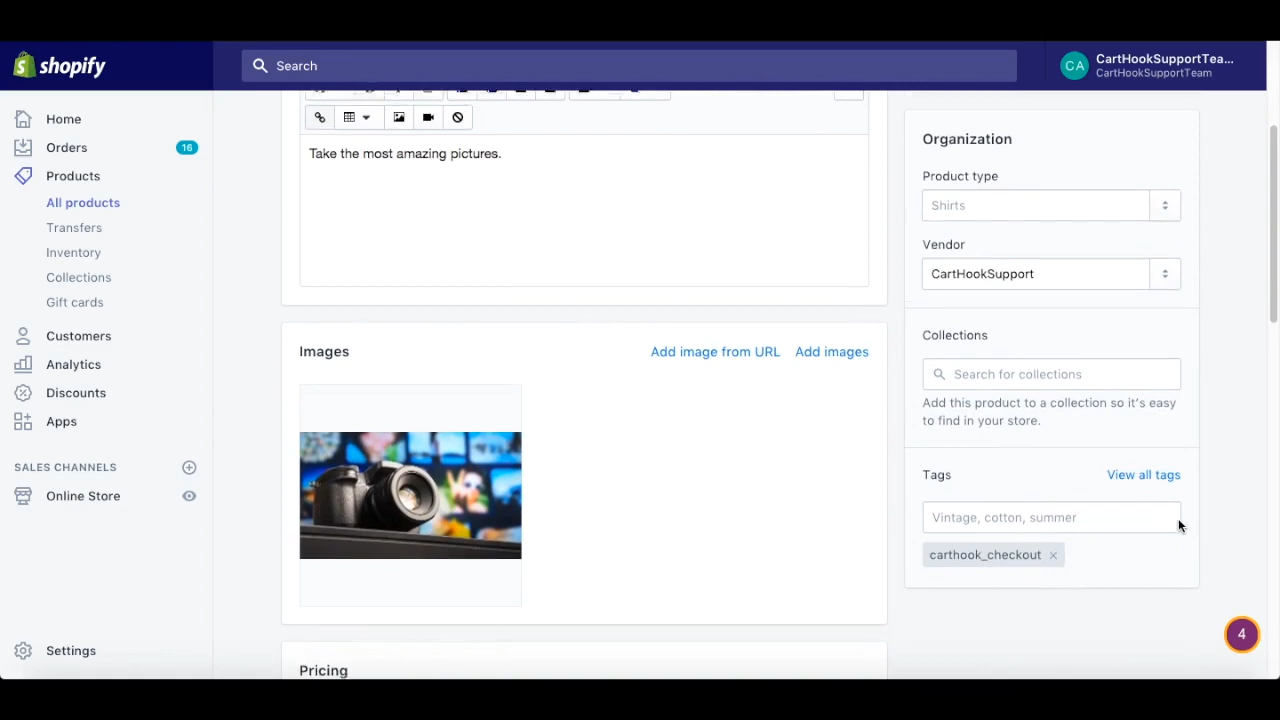 shopify
Search
CA
CartHookSupportTea...
CartHookSupportTeam
Home
Orders
16
Products
All products
Transfers
Inventory
Collections
Gift cards
Customers
Analytics
Discounts
Apps
SALES CHANNELS
Online Store
Settings
Take the most amazing pictures.
Images
Add image from URL
Add images
Pricing
Organization
Product type
Shirts
Vendor
CartHookSupport
Collections
Search for collections
Add this product to a collection so it's easy
to find in your store.
Tags
View all tags
Vintage, cotton, summer
carthook_checkout ×
4